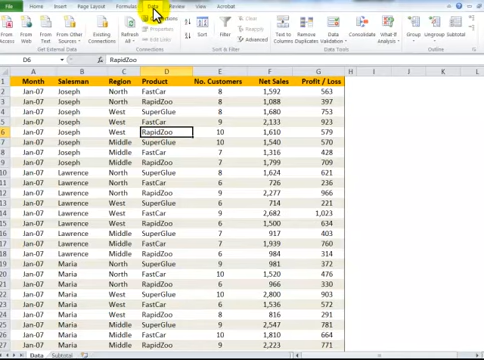 File Home Insert Page Layout Formulas Data Review View Acrobat
From Access From Web From Text From Other Sources Existing Connections Refresh All Connections Properties Edit Links Sort Filter Clear Reapply Advanced Text to Columns Remove Duplicates Data Validation Consolidate What-If Analysis Group Ungroup Subtotal
Get External Data Connections Sort & Filter Data Tools Outline
D6 fx RapidZoo
A B C D E F G H I J K L
1 Month Salesman Region Product No. Customers Net Sales Profit / Loss
2 Jan-07 Joseph North FastCar 8 1,592 563
3 Jan-07 Joseph North RapidZoo 8 1,088 397
4 Jan-07 Joseph West SuperGlue 8 1,680 753
5 Jan-07 Joseph West FastCar 9 2,133 923
6 Jan-07 Joseph West RapidZoo 10 1,610 579
7 Jan-07 Joseph Middle SuperGlue 10 1,540 570
8 Jan-07 Joseph Middle FastCar 7 1,316 428
9 Jan-07 Joseph Middle RapidZoo 7 1,799 709
10 Jan-07 Lawrence North SuperGlue 8 1,624 621
11 Jan-07 Lawrence North FastCar 6 726 236
12 Jan-07 Lawrence North RapidZoo 9 2,277 966
13 Jan-07 Lawrence West SuperGlue 6 714 221
14 Jan-07 Lawrence West FastCar 9 2,682 1,023
15 Jan-07 Lawrence West RapidZoo 6 1,500 634
16 Jan-07 Lawrence Middle SuperGlue 7 917 403
17 Jan-07 Lawrence Middle FastCar 7 1,939 760
18 Jan-07 Lawrence Middle RapidZoo 6 984 314
19 Jan-07 Maria North SuperGlue 9 981 372
20 Jan-07 Maria North FastCar 10 1,520 476
21 Jan-07 Maria North RapidZoo 6 966 330
22 Jan-07 Maria West SuperGlue 10 2,800 903
23 Jan-07 Maria West FastCar 6 1,536 572
24 Jan-07 Maria West RapidZoo 8 816 291
25 Jan-07 Maria Middle SuperGlue 9 2,547 781
26 Jan-07 Maria Middle FastCar 10 1,810 664
27 Jan-07 Maria Middle RapidZoo 9 2,223 771
Data Subtotal